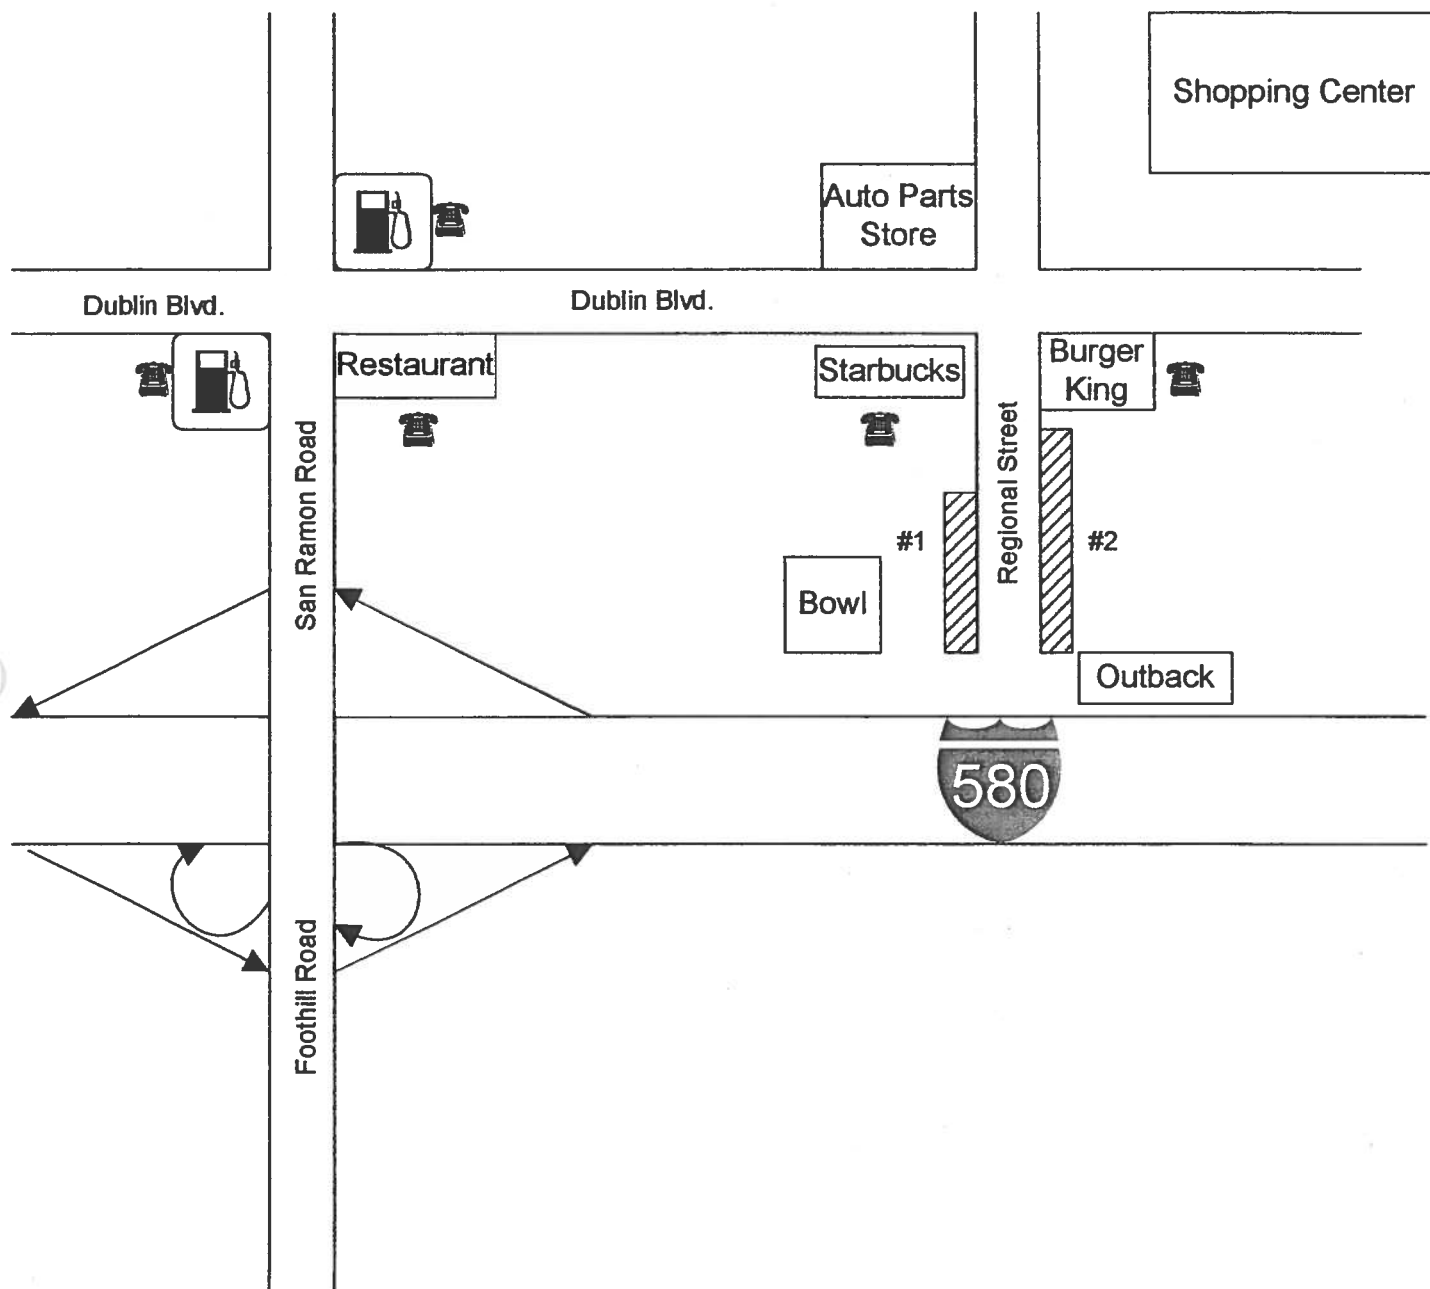 Shopping Center
Auto Parts
Store
Dublin Blvd.
Dublin Blvd.
Restaurant
Starbucks
Burger
King
San Ramon Road
Regional Street
#1
#2
Bowl
Outback
580
Foothill Road